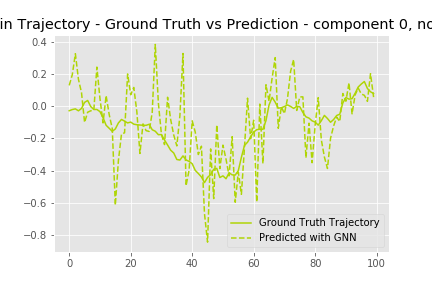 in Trajectory - Ground Truth vs Prediction - component 0, no
0.4
0.2
0.0
−0.2
−0.4
−0.6
−0.8
0 20 40 60 80 100
Ground Truth Trajectory
Predicted with GNN